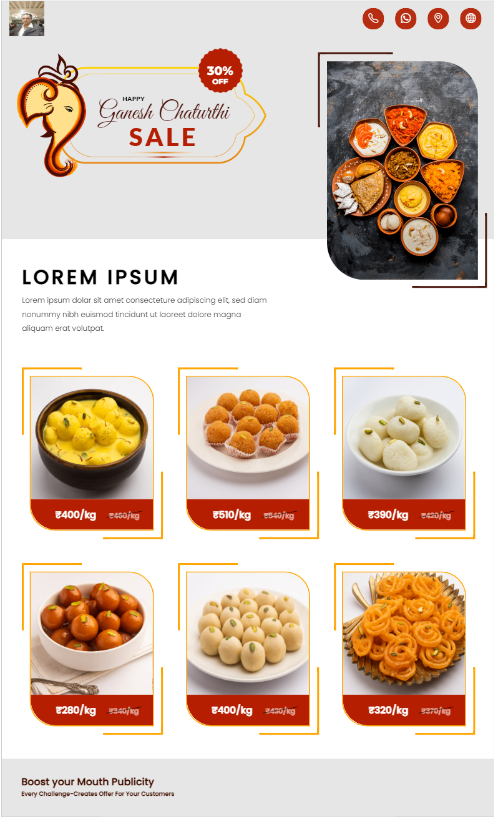 30%
OFF
HAPPY
Ganesh Chaturthi
SALE
LOREM IPSUM
Lorem ipsum dolor sit amet consecteture adipiscing elit, sed diam
nonummy nibh euismod tincidunt ut laoreet dolore magna
aliquam erat volutpat.
₹400/kg ₹450/kg
₹510/kg ₹540/kg
₹390/kg ₹420/kg
₹280/kg ₹340/kg
₹400/kg ₹430/kg
₹320/kg ₹370/kg
Boost your Mouth Publicity
Every Challenge-Creates Offer For Your Customers